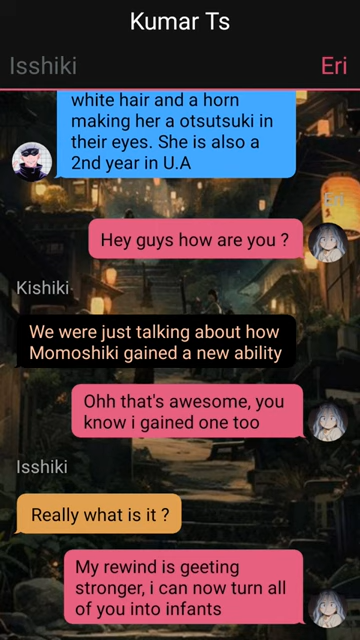 Kumar Ts
Isshiki
Eri
white hair and a horn
making her a otsutsuki in
their eyes. She is also a
2nd year in U.A
Eri
Hey guys how are you ?
Kishiki
We were just talking about how
Momoshiki gained a new ability
Ohh that's awesome, you
know i gained one too
Isshiki
Really what is it ?
My rewind is geeting
stronger, i can now turn all
of you into infants